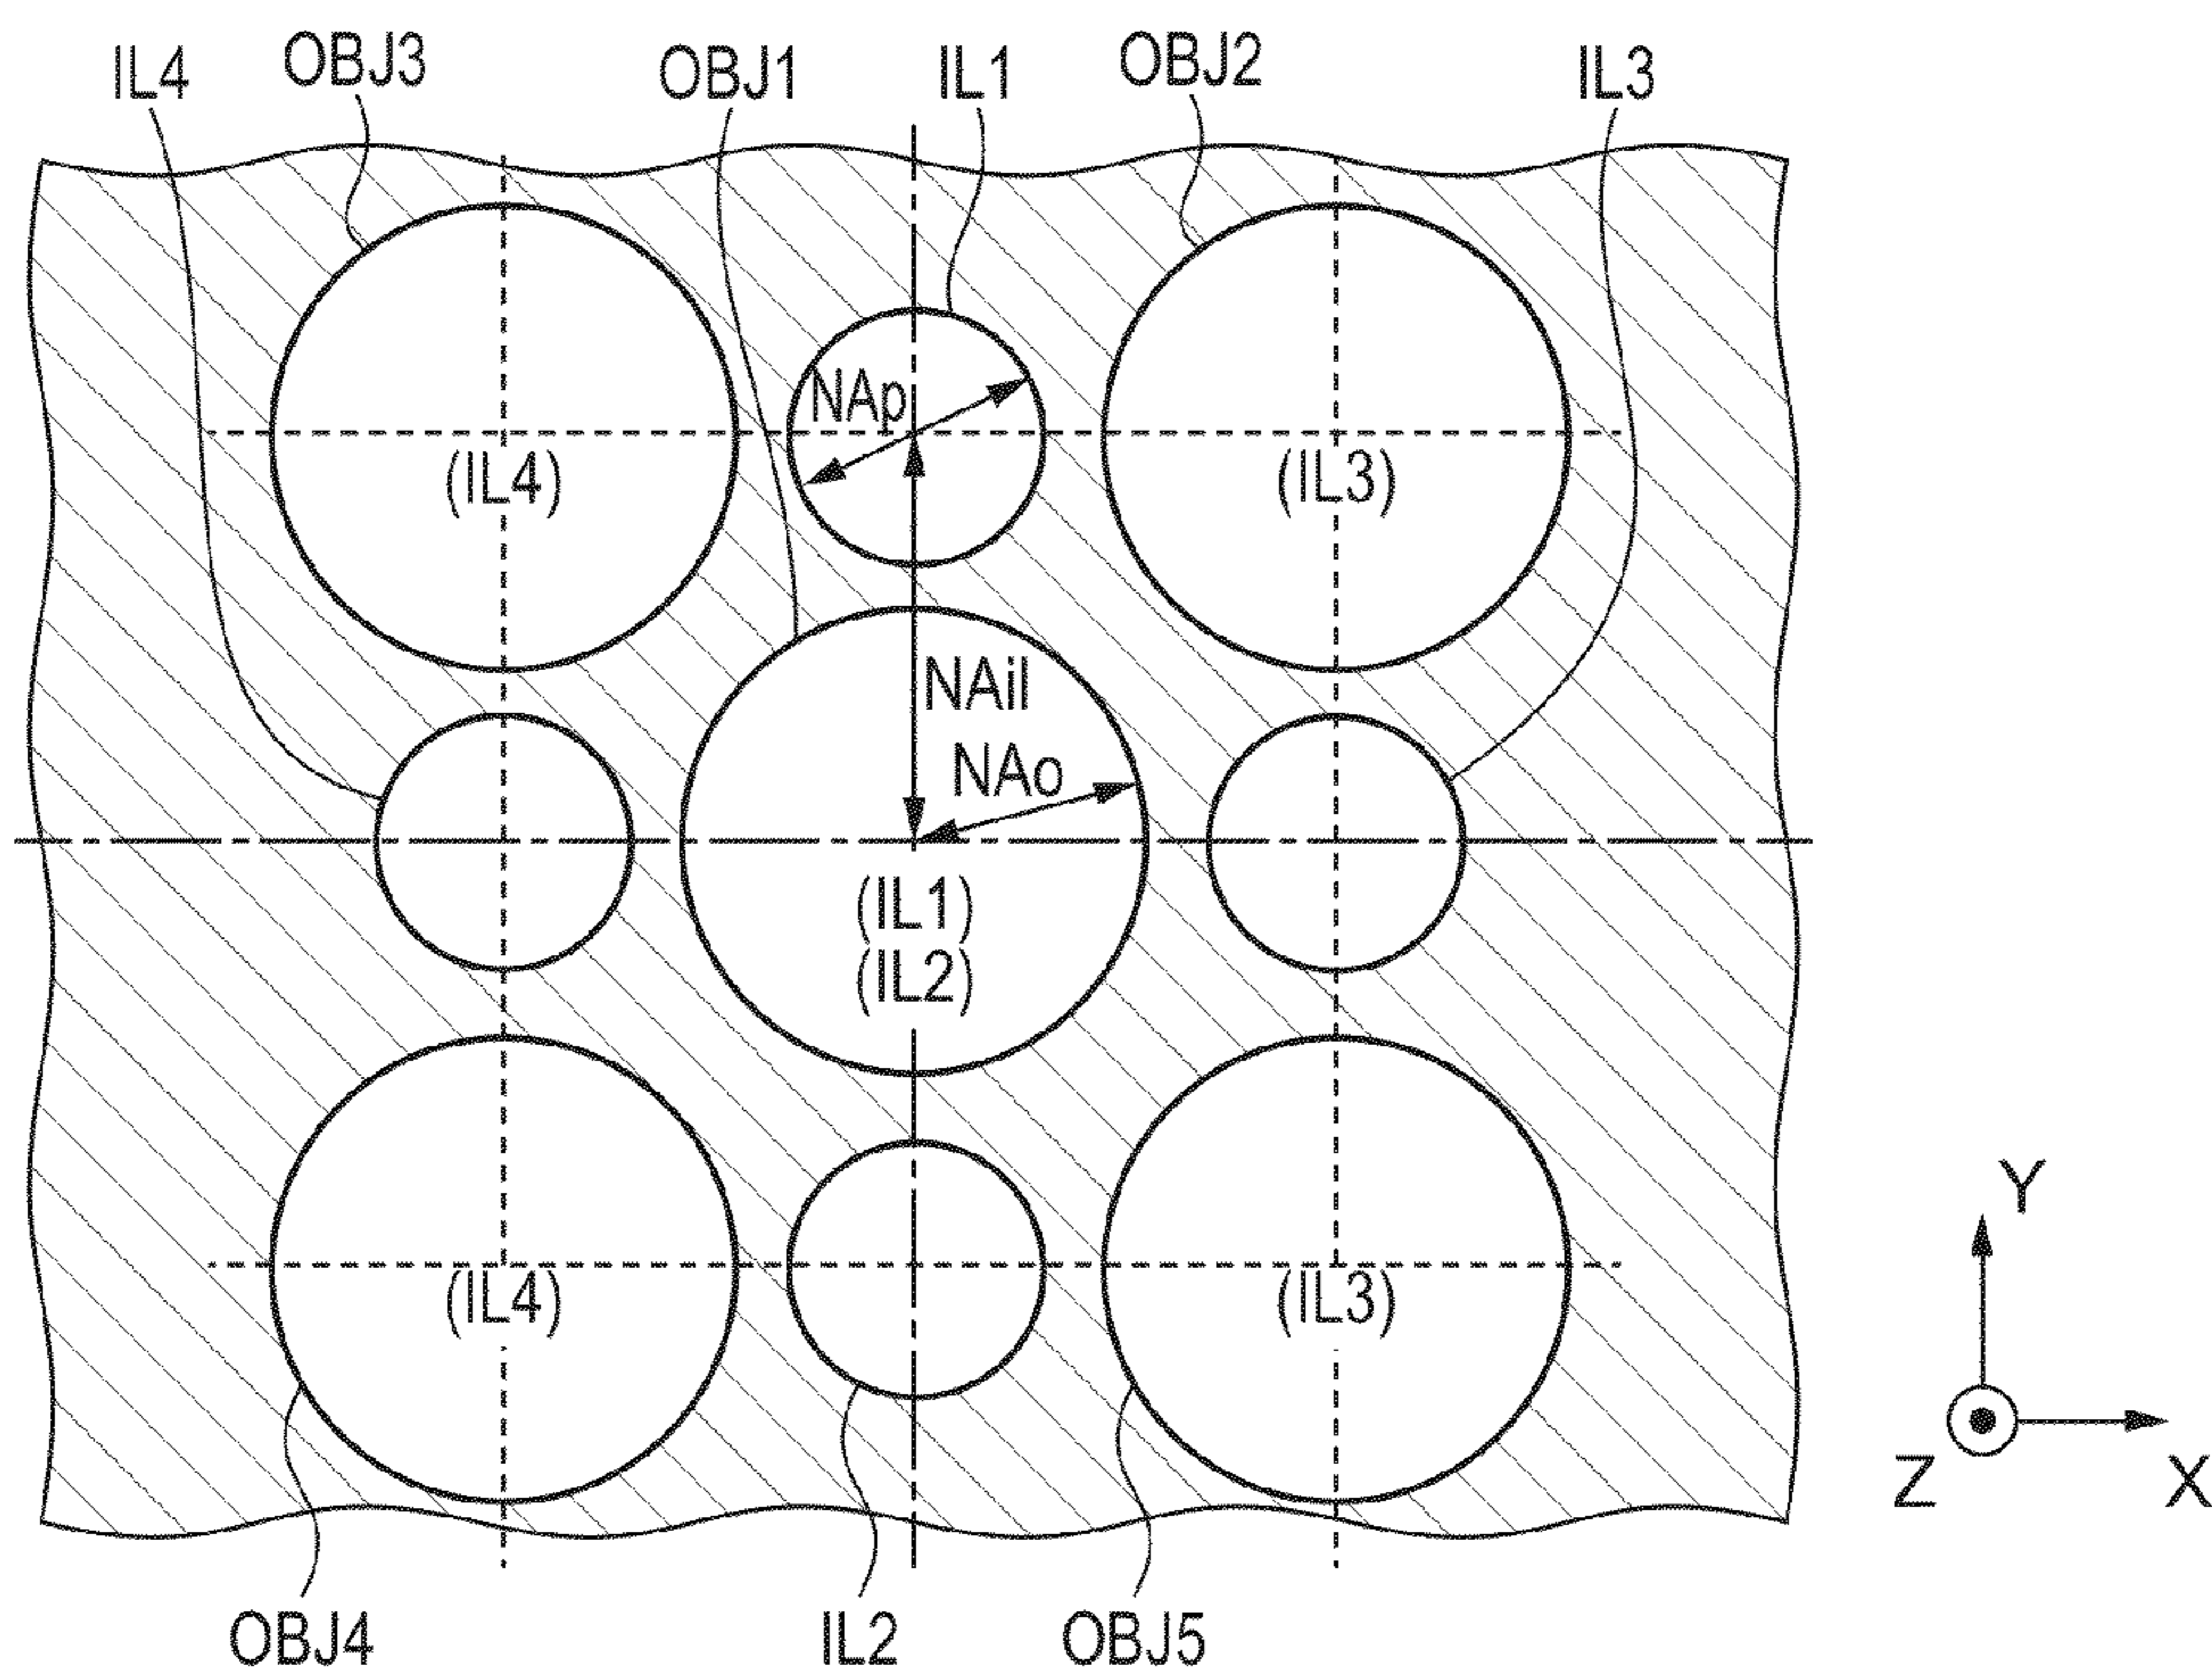 IL4 OBJ3 OBJ1 IL1 OBJ2 IL3
NAp
(IL4) (IL3)
NAil
NAo
(IL1)
(IL2)
(IL4) (IL3)
Y
Z X
OBJ4 IL2 OBJ5